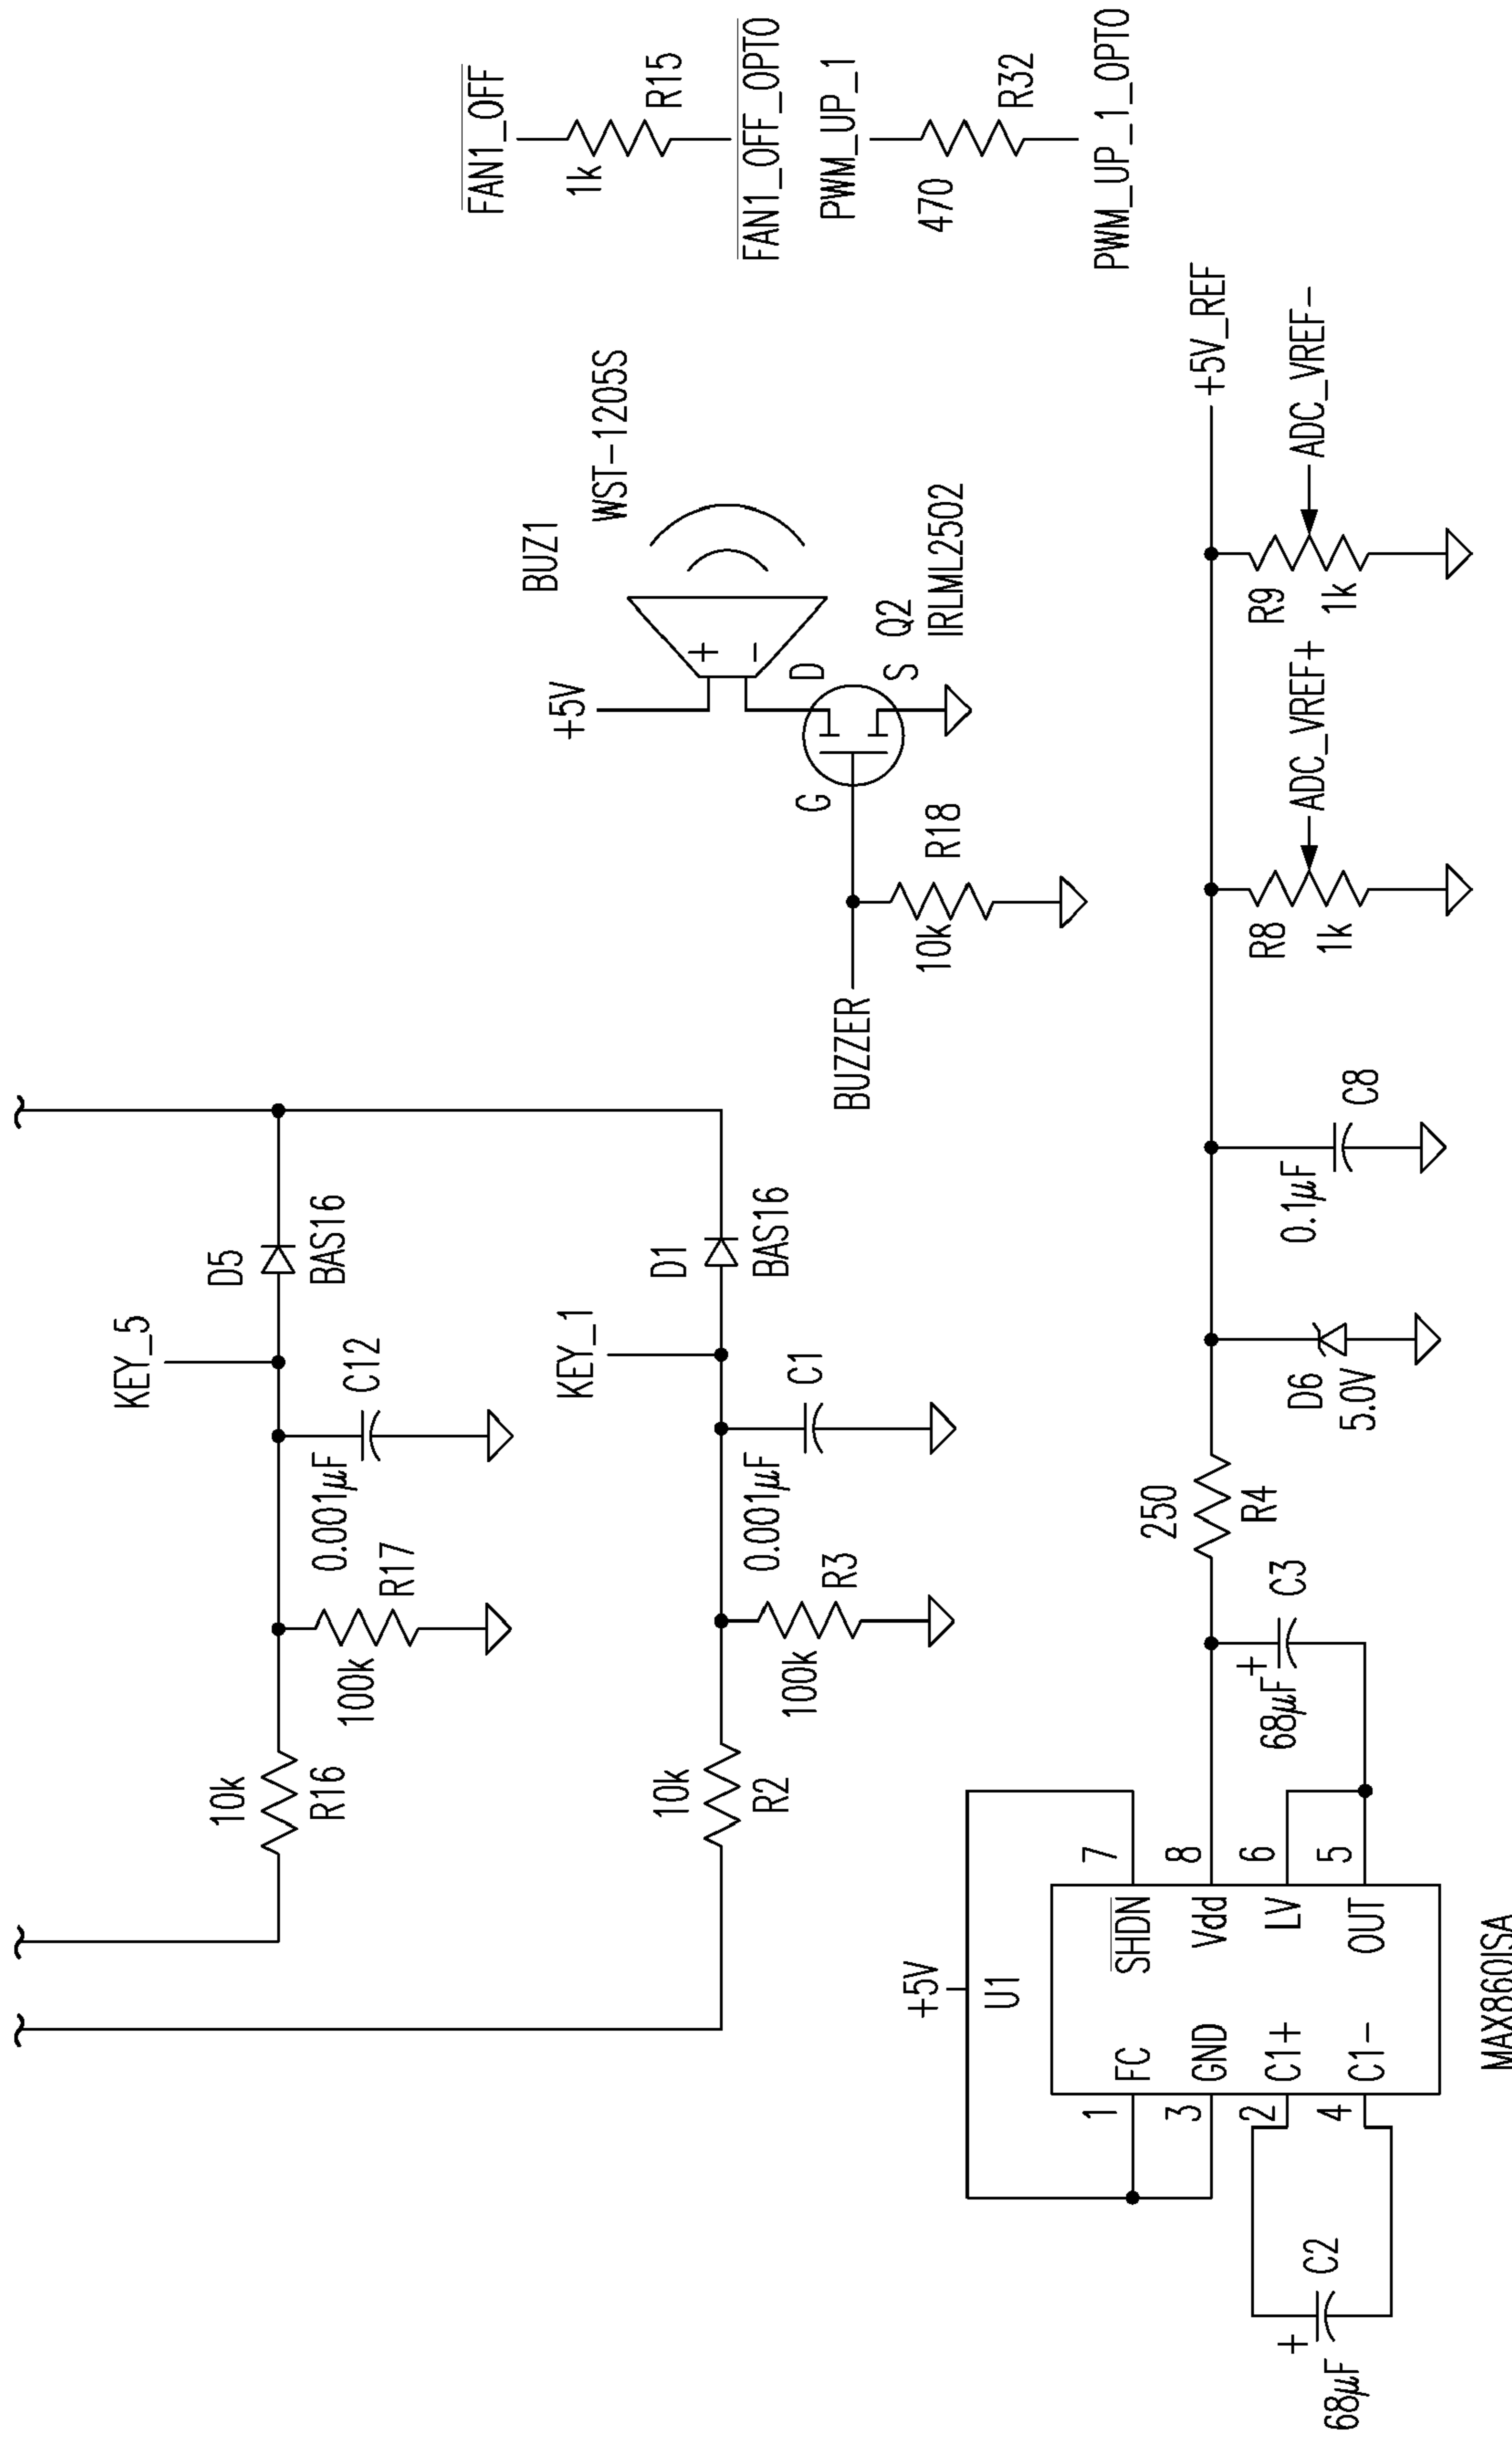 KEY_5
D5
BAS16
C12
0.001µF
R17
100k
10k
R16
KEY_1
D1
BAS16
C1
0.001µF
R3
100k
10k
R2
FAN1_OFF
R15
1k
FAN1_OFF_OPTO
PWM_UP_1
R32
470
PWM_UP_1_OPTO
BUZ1
WST-1205S
+5V
+
-
D
G
S
Q2
IRLML2502
BUZZER
R18
10k
+5V
U1
1
FC
SHDN
7
3
GND
Vdd
8
2
C1+
LV
6
4
C1-
OUT
5
MAX860ISA
+
C2
68µF
+
C3
68µF
250
R4
D6
5.0V
0.1µF
C8
R8
1k
ADC_VREF+
R9
1k
ADC_VREF-
+5V_REF